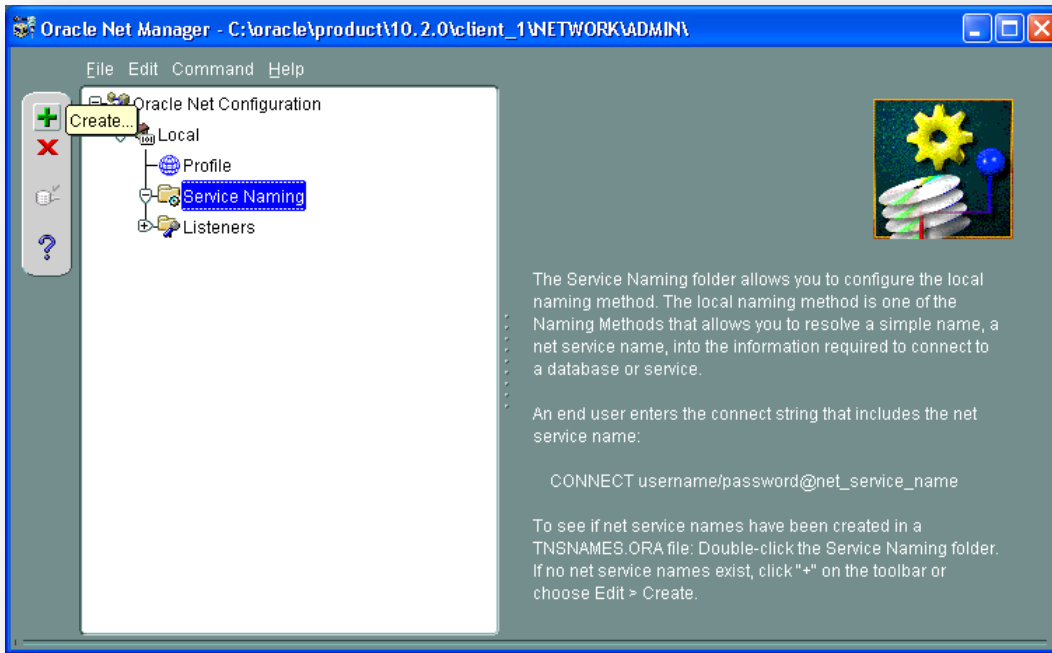 Oracle Net Manager - C:\oracle\product\10.2.0\client_1\NETWORK\ADMIN\
File Edit Command Help
Oracle Net Configuration
Create...
Local
Profile
Service Naming
Listeners
The Service Naming folder allows you to configure the local
naming method. The local naming method is one of the
Naming Methods that allows you to resolve a simple name, a
net service name, into the information required to connect to
a database or service.
An end user enters the connect string that includes the net
service name:
CONNECT username/password@net_service_name
To see if net service names have been created in a
TNSNAMES.ORA file: Double-click the Service Naming folder.
If no net service names exist, click "+" on the toolbar or
choose Edit > Create.